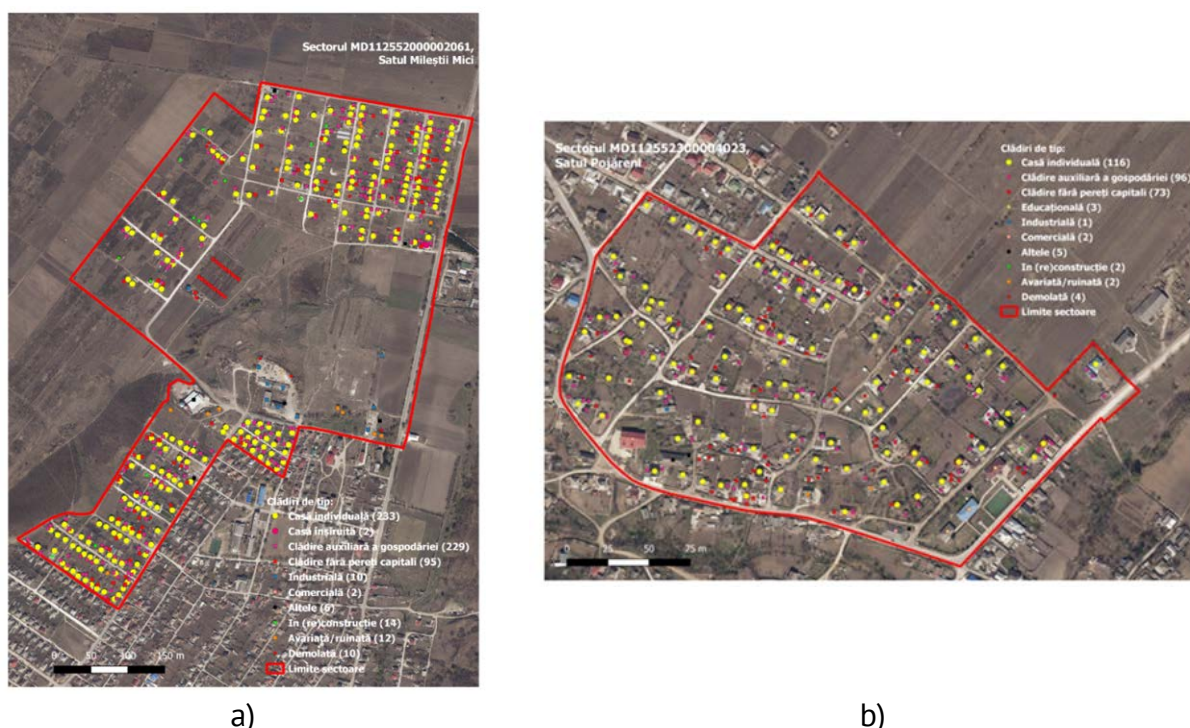 Sectorul MD112552000002061,
Satul Mileștii Mici
Clădiri de tip:
Casă individuală (233)
Casă înșiruită (2)
Clădire auxiliară a gospodăriei (229)
Clădire fără pereți capitali (95)
Industrială (10)
Comercială (2)
Altele (6)
In (re)constructie (14)
Avariată/ruinată (12)
Demolată (10)
Limite sectoare
0 50 100 150 m
a)
Sectorul MD112552300004023,
Satul Pojăreni
Clădiri de tip:
Casă individuală (116)
Clădire auxiliară a gospodăriei (96)
Clădire fără pereți capitali (73)
Educațională (3)
Industrială (1)
Comercială (2)
Altele (5)
In (re)constructie (2)
Avariată/ruinată (2)
Demolată (4)
Limite sectoare
0 25 50 75 m
b)